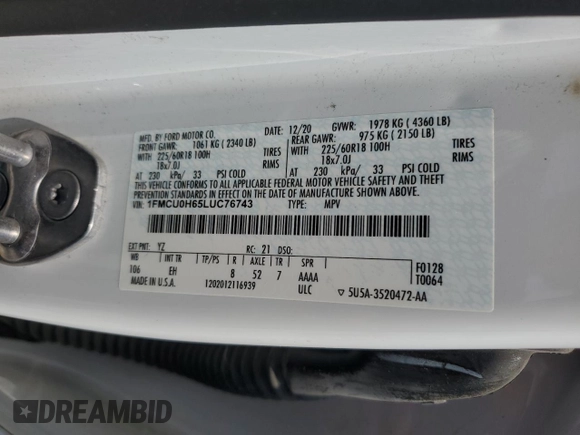 MFD. BY FORD MOTOR CO.
DATE: 12/20 GVWR: 1978 KG ( 4360 LB)
FRONT GAWR: 1061 KG ( 2340 LB)
REAR GAWR: 975 KG ( 2150 LB)
WITH 225/60R18 100H TIRES
WITH 225/60R18 100H TIRES
18x7.0J RIMS
18x7.0J RIMS
AT 230 kPa/ 33 PSI COLD
AT 230 kPa/ 33 PSI COLD
THIS VEHICLE CONFORMS TO ALL APPLICABLE FEDERAL MOTOR VEHICLE SAFETY AND BUMPER
STANDARDS AND THEFT PREVENTION STANDARDS IN EFFECT ON THE DATE OF MANUFACTURE SHOWN ABOVE.
VIN: 1FMCU0H65LUC76743 TYPE: MPV
EXT PNT: YZ RC: 21 DSO:
WB INT TR TP/PS R AXLE TR SPR F0128
106 EH 8 52 7 AAAA T0064
MADE IN U.S.A. 1202012116939 ULC ▽ 5U5A-3520472-AA
DREAMBID